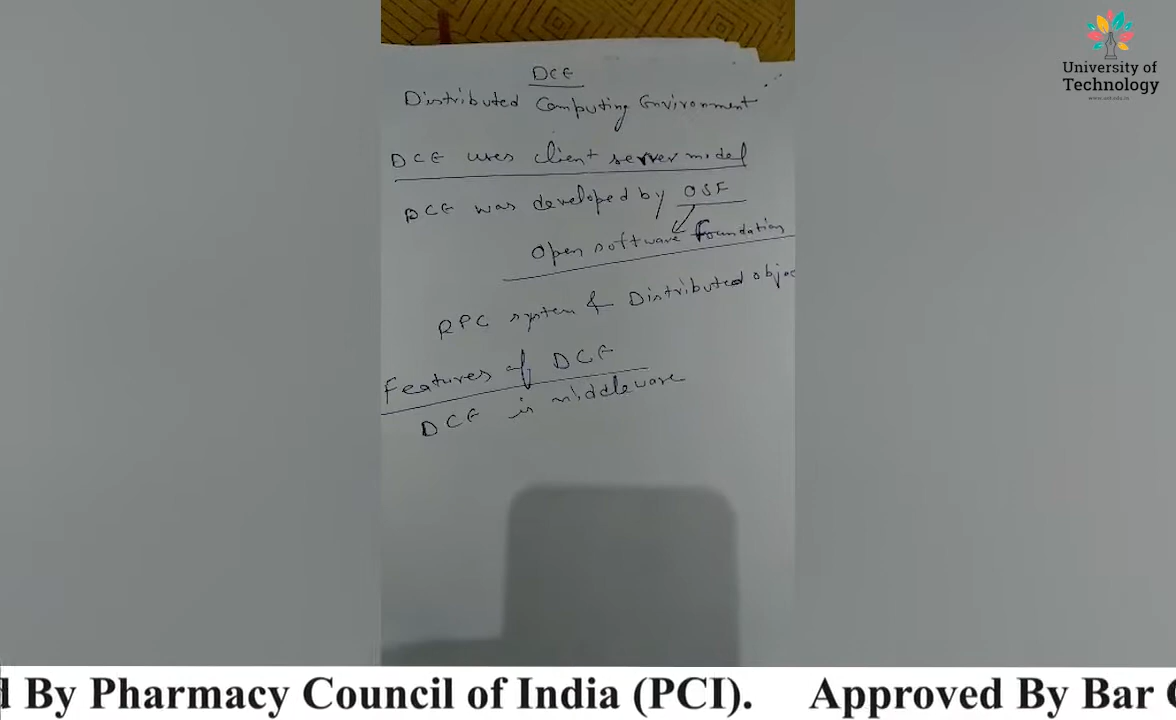 DCE
Distributed Computing Environment
DCE uses client server model
DCE was developed by OSF
Open software Foundation
RPC system & Distributed objec
Features of DCE
DCE is middleware
University of
Technology
d By Pharmacy Council of India (PCI). Approved By Bar C